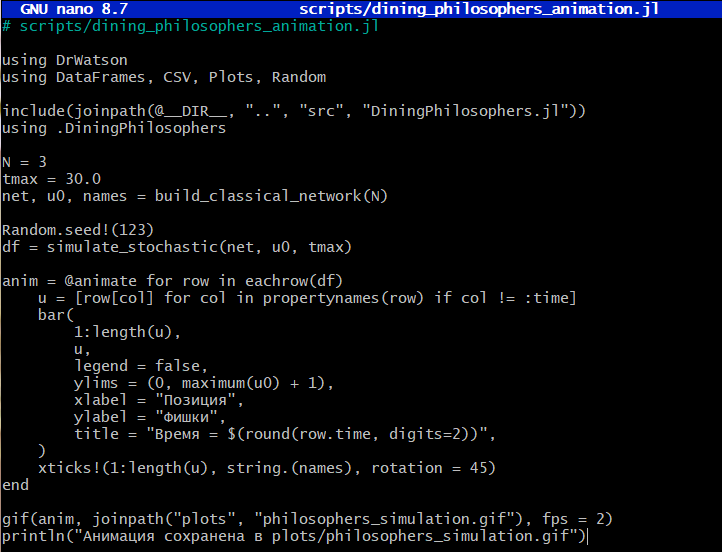 GNU nano 8.7 scripts/dining_philosophers_animation.jl
# scripts/dining_philosophers_animation.jl

using DrWatson
using DataFrames, CSV, Plots, Random

include(joinpath(@__DIR__, "..", "src", "DiningPhilosophers.jl"))
using .DiningPhilosophers

N = 3
tmax = 30.0
net, u0, names = build_classical_network(N)

Random.seed!(123)
df = simulate_stochastic(net, u0, tmax)

anim = @animate for row in eachrow(df)
    u = [row[col] for col in propertynames(row) if col != :time]
    bar(
        1:length(u),
        u,
        legend = false,
        ylims = (0, maximum(u0) + 1),
        xlabel = "Позиция",
        ylabel = "Фишки",
        title = "Время = $(round(row.time, digits=2))",
    )
    xticks!(1:length(u), string.(names), rotation = 45)
end

gif(anim, joinpath("plots", "philosophers_simulation.gif"), fps = 2)
println("Анимация сохранена в plots/philosophers_simulation.gif")